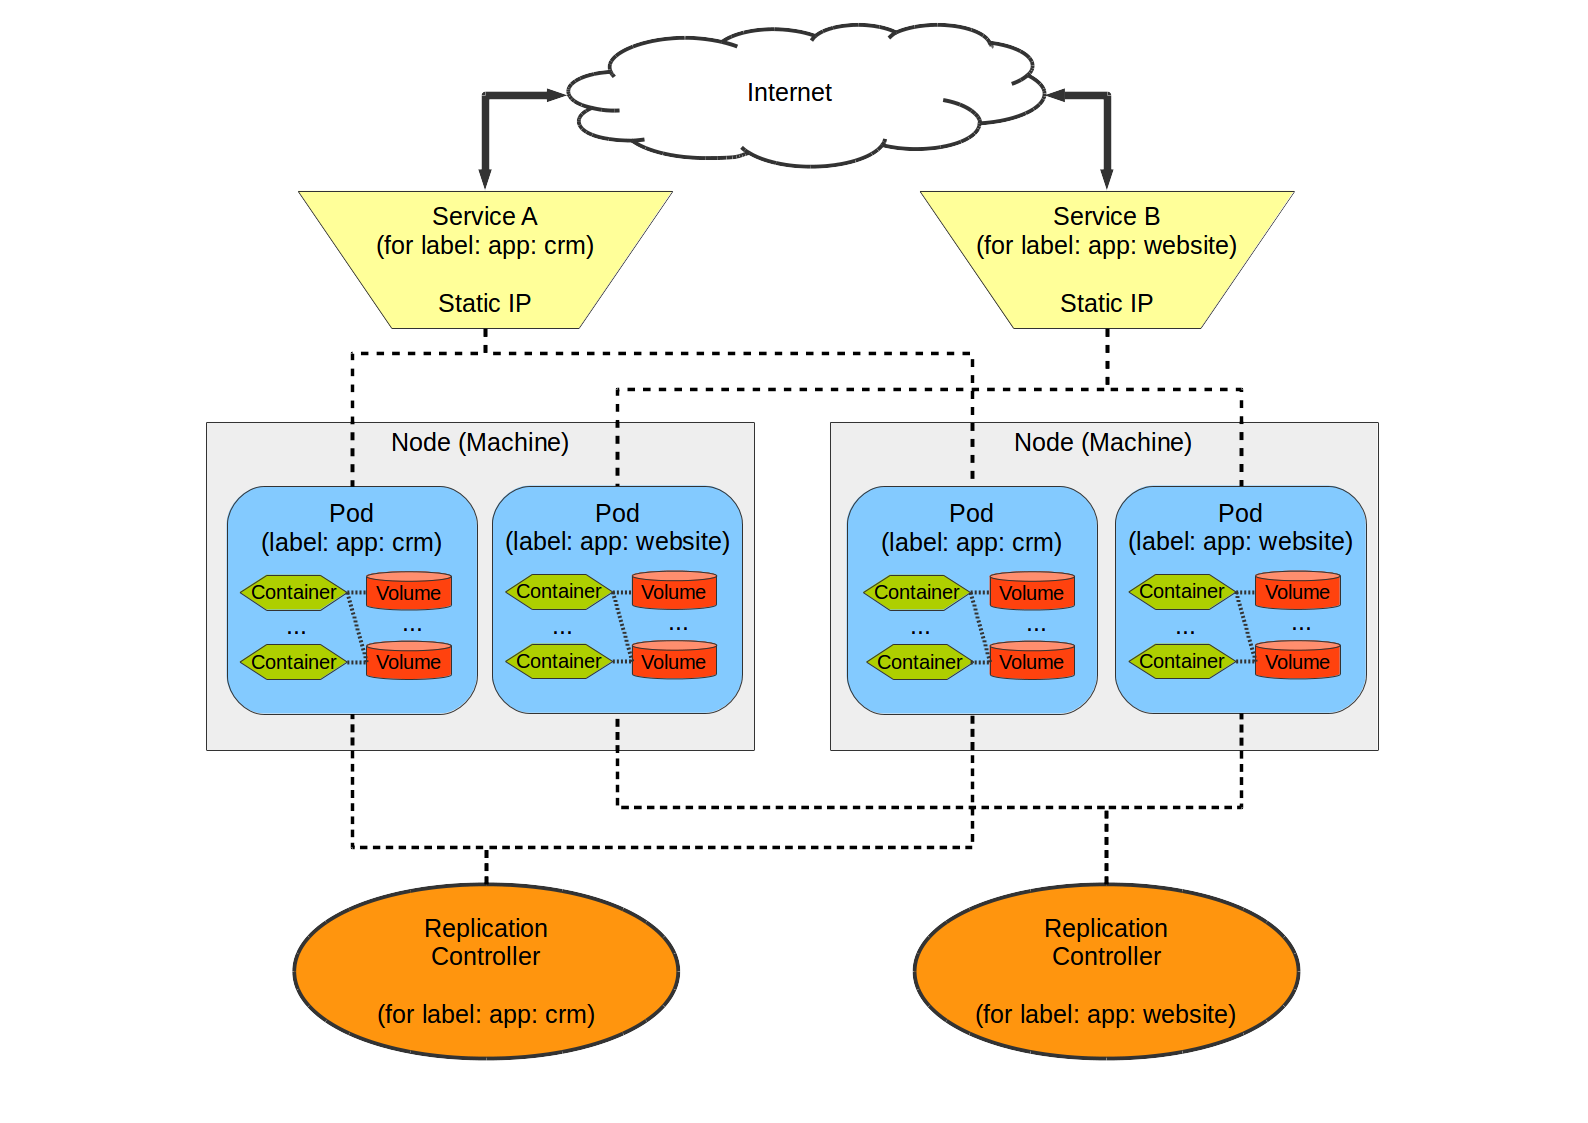 Internet
Service A
(for label: app: crm)
Static IP
Service B
(for label: app: website)
Static IP
Node (Machine)
Pod
(label: app: crm)
Container
Volume
...
...
Container
Volume
Pod
(label: app: website)
Container
Volume
...
...
Container
Volume
Node (Machine)
Pod
(label: app: crm)
Container
Volume
...
...
Container
Volume
Pod
(label: app: website)
Container
Volume
...
...
Container
Volume
Replication
Controller
(for label: app: crm)
Replication
Controller
(for label: app: website)